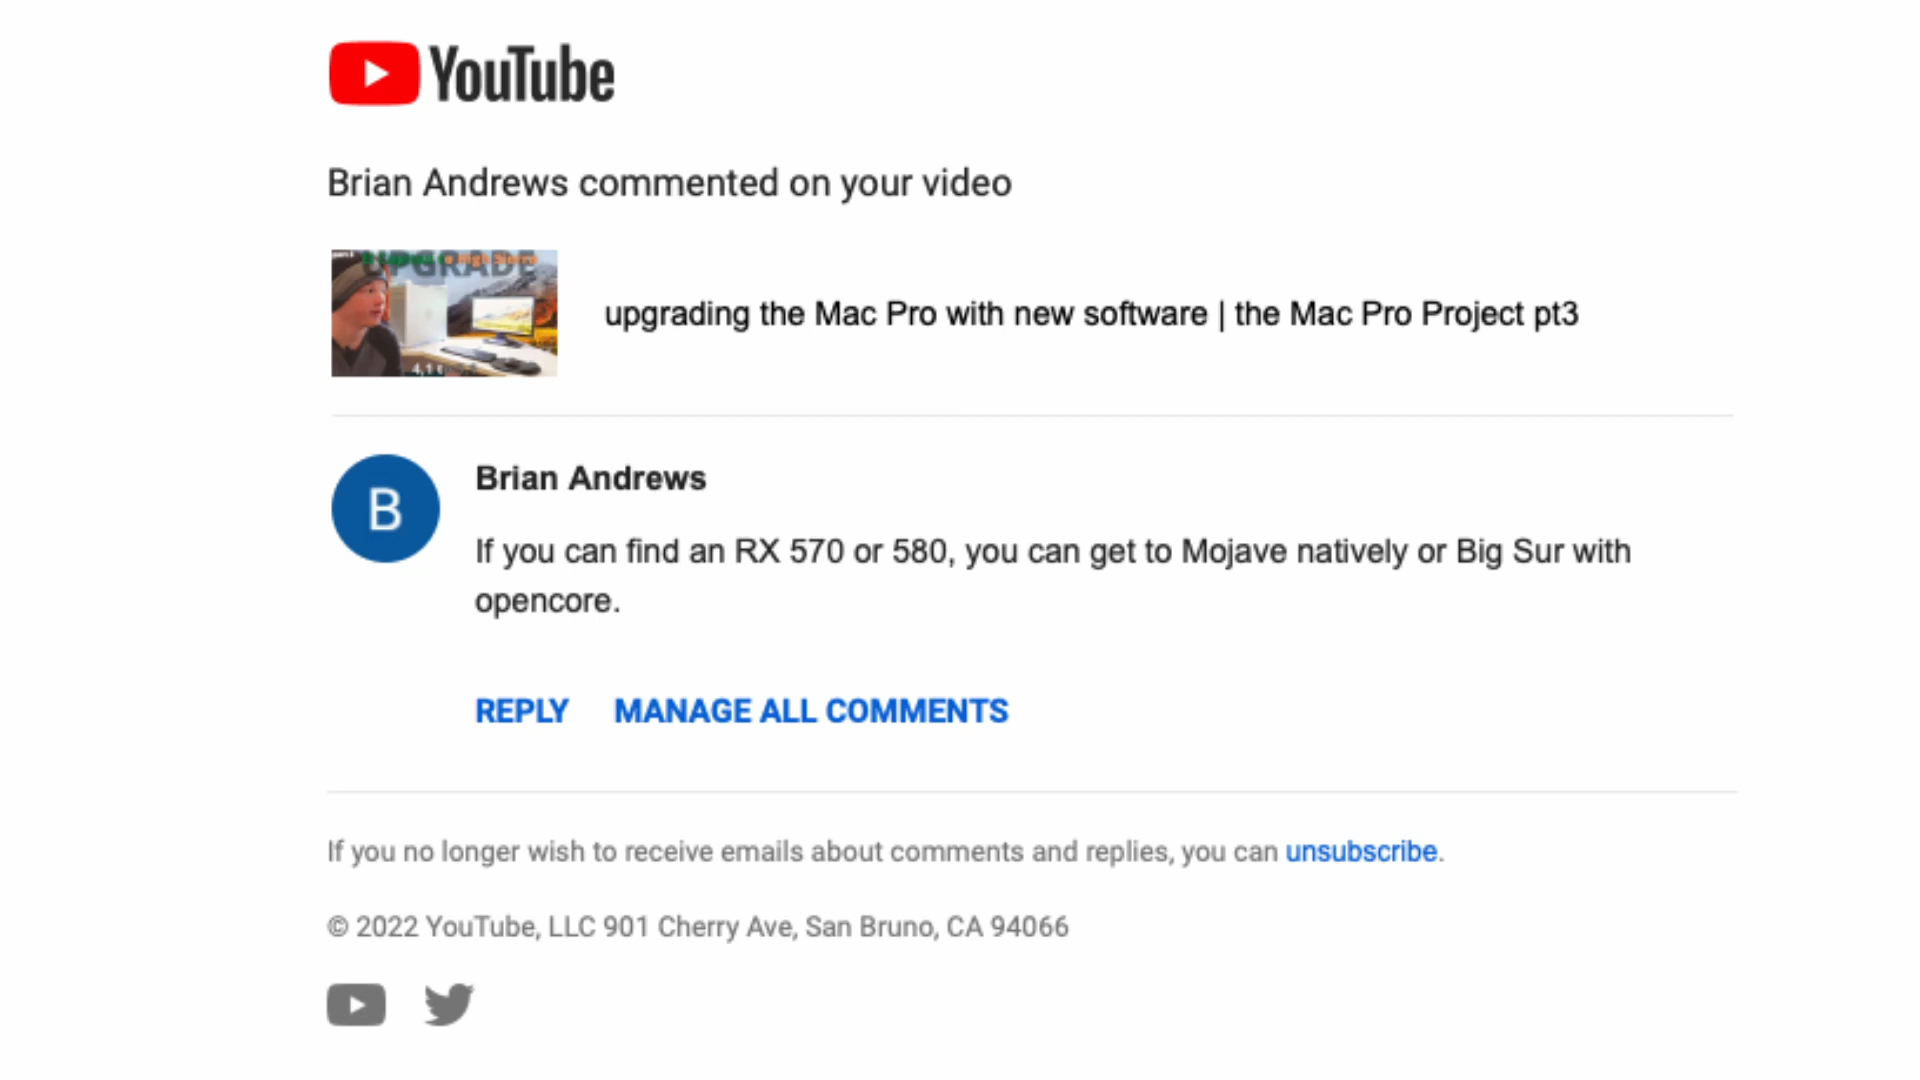 YouTube
Brian Andrews commented on your video
UPGRADE
upgrading the Mac Pro with new software | the Mac Pro Project pt3
B
Brian Andrews
If you can find an RX 570 or 580, you can get to Mojave natively or Big Sur with
opencore.
REPLY MANAGE ALL COMMENTS
If you no longer wish to receive emails about comments and replies, you can unsubscribe.
© 2022 YouTube, LLC 901 Cherry Ave, San Bruno, CA 94066